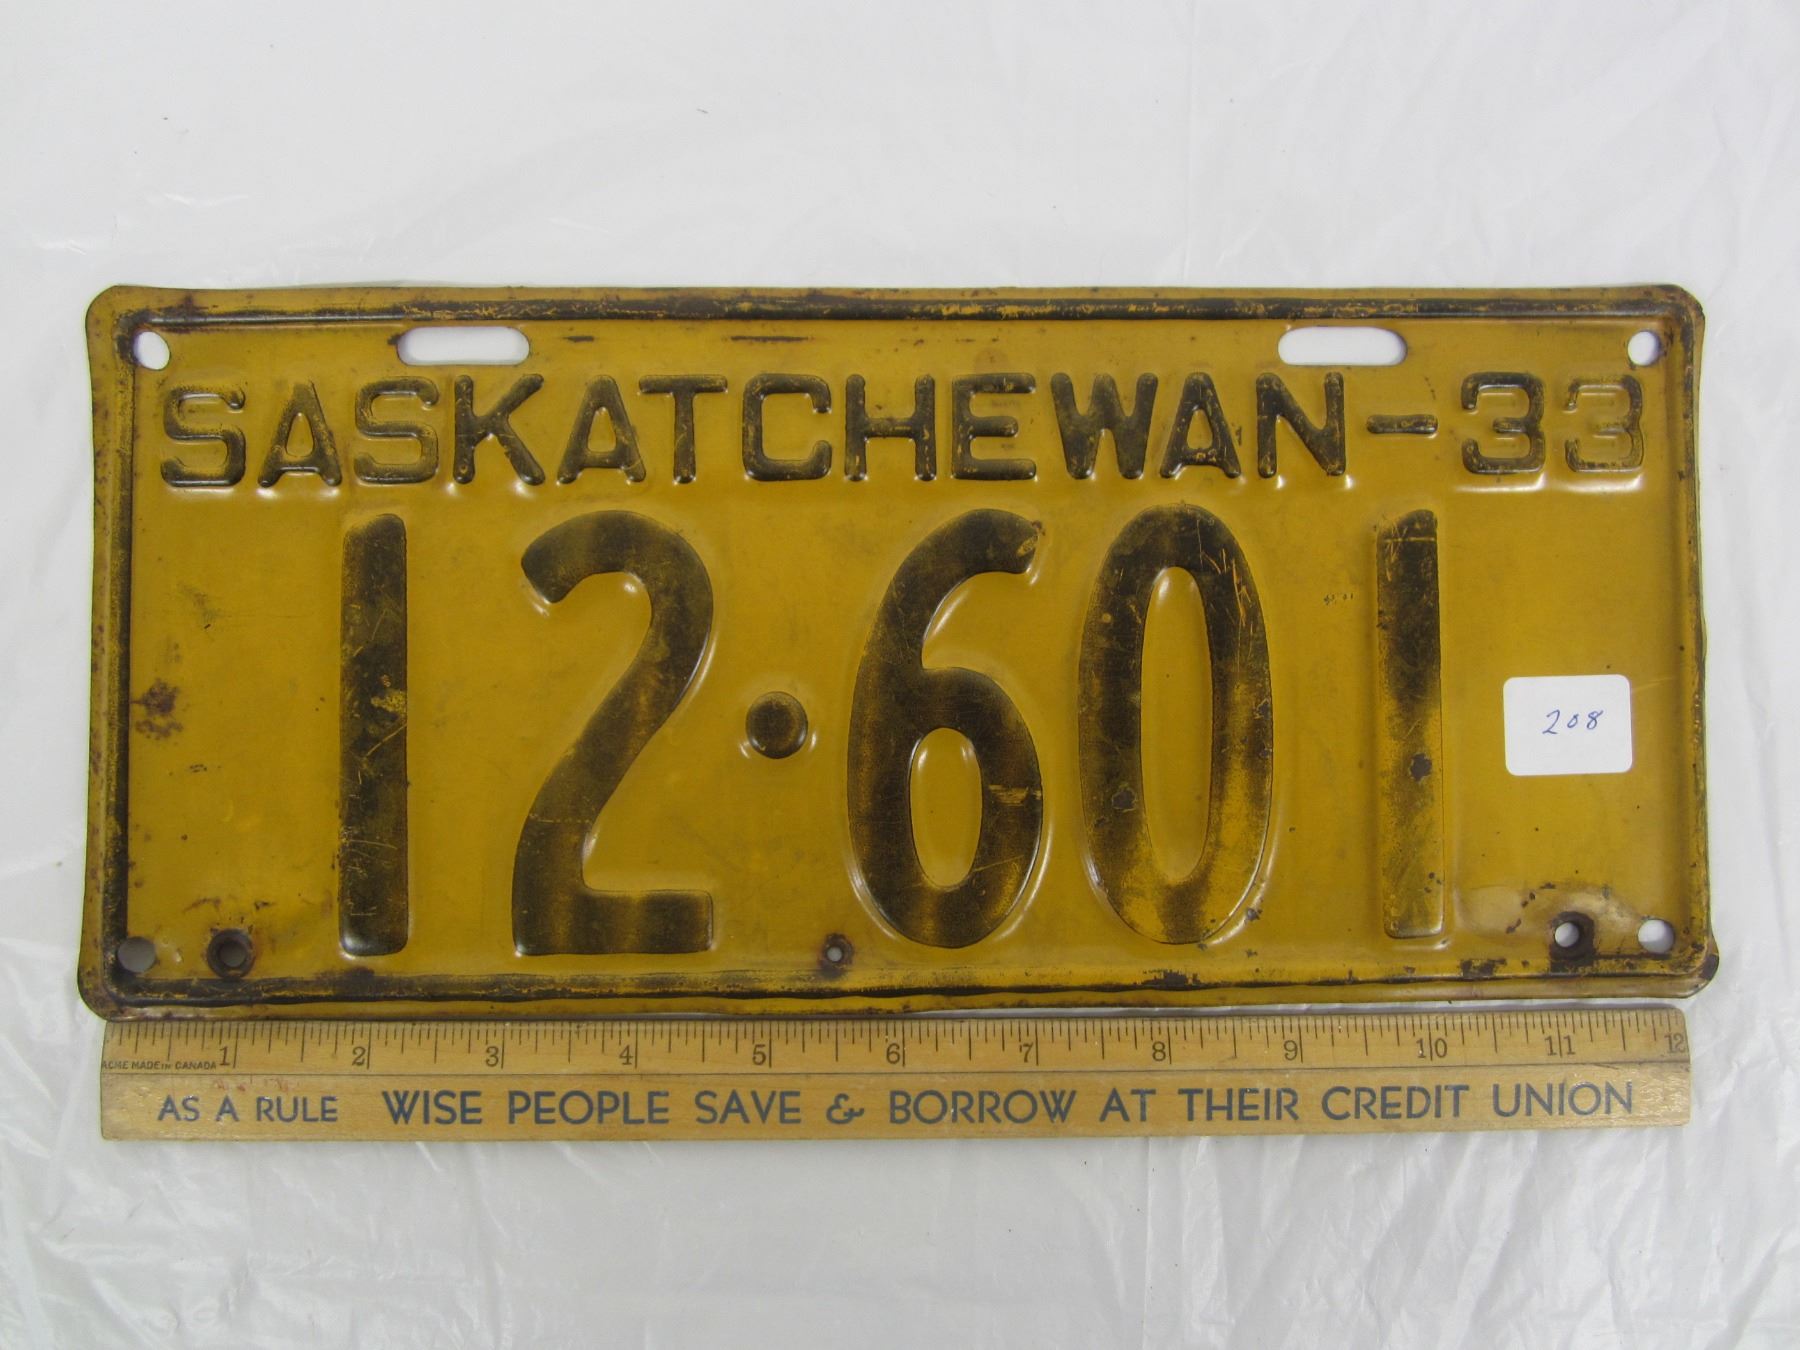 SASKATCHEWAN-33
12·601
208
1 2 3 4 5 6 7 8 9 10 11 12
ACME MADE IN CANADA
AS A RULE WISE PEOPLE SAVE & BORROW AT THEIR CREDIT UNION